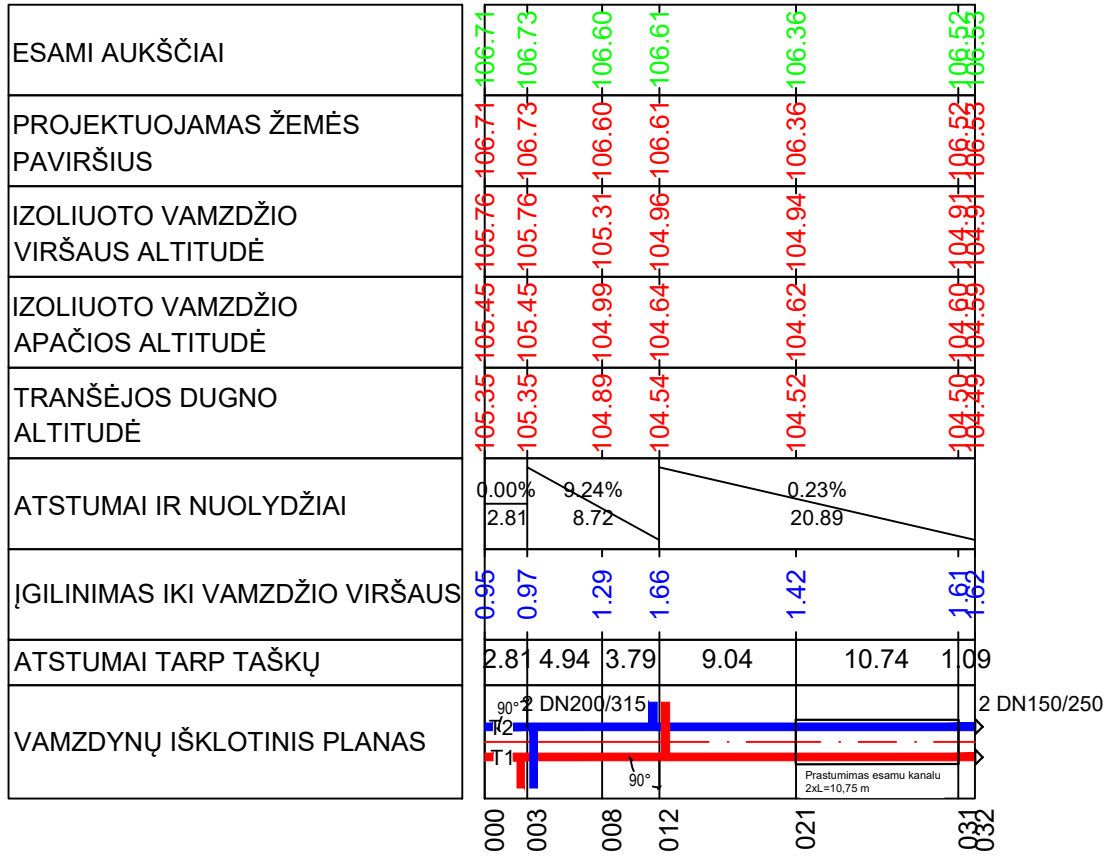 ESAMI AUKŠČIAI
106.71 106.73 106.60 106.61 106.36 106.52 106.53
PROJEKTUOJAMAS ŽEMĖS
PAVIRŠIUS
106.71 106.73 106.60 106.61 106.36 106.52 106.53
IZOLIUOTO VAMZDŽIO
VIRŠAUS ALTITUDĖ
105.76 105.76 105.31 104.96 104.94 104.91 104.91
IZOLIUOTO VAMZDŽIO
APAČIOS ALTITUDĖ
105.45 105.45 104.99 104.64 104.62 104.60 104.59
TRANŠĖJOS DUGNO
ALTITUDĖ
105.35 105.35 104.89 104.54 104.52 104.50 104.49
ATSTUMAI IR NUOLYDŽIAI
0.00% 9.24% 0.23%
2.81 8.72 20.89
ĮGILINIMAS IKI VAMZDŽIO VIRŠAUS
0.95 0.97 1.29 1.66 1.42 1.61 1.62
ATSTUMAI TARP TAŠKŲ
2.81 4.94 3.79 9.04 10.74 1.09
VAMZDYNŲ IŠKLOTINIS PLANAS
90° 2 DN200/315 2 DN150/250
T2
T1
90°
Prastumimas esamu kanalu
2xL=10,75 m
000 003 008 012 021 031 032